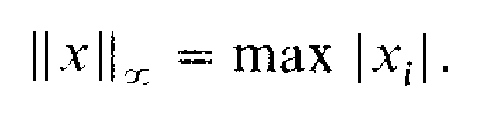 ‖x‖∞ = max |xᵢ|.